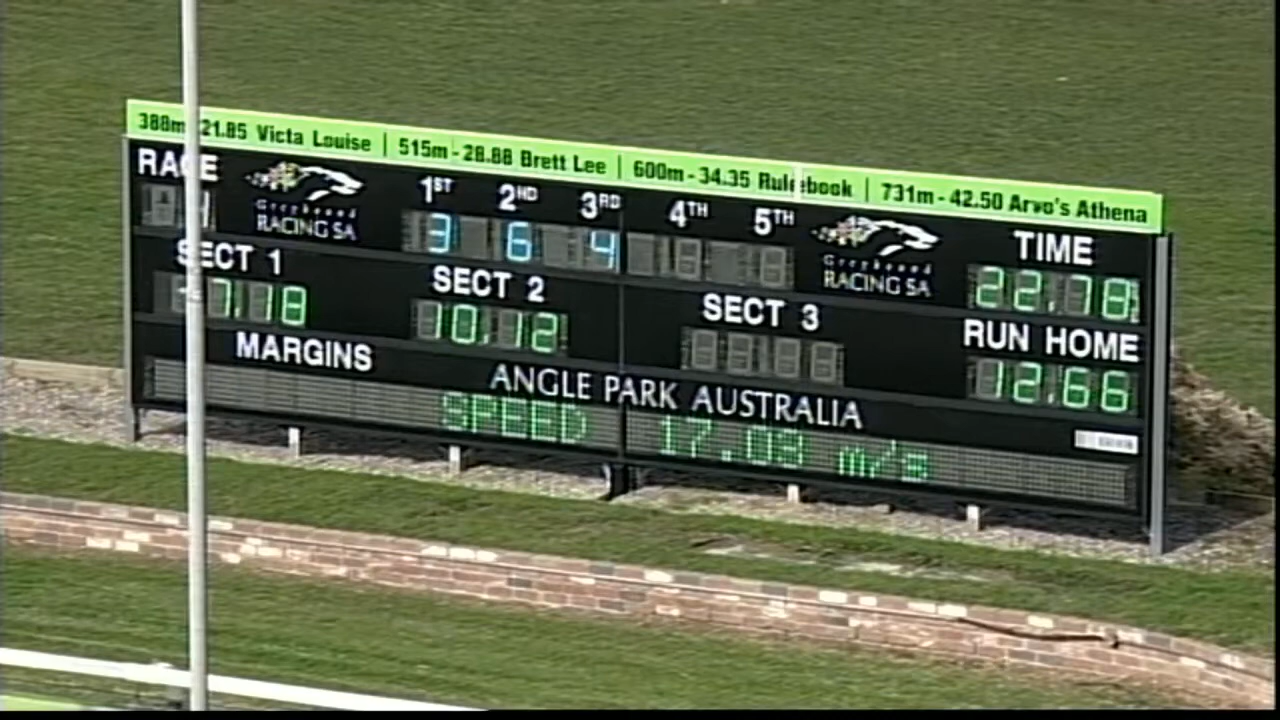 388m 21.85 Victa Louise | 515m - 28.88 Brett Lee | 600m - 34.35 Rulebook | 731m - 42.50 Arvo's Athena
RACE 1ST 2ND 3RD 4TH 5TH TIME
Greyhound RACING SA Greyhound RACING SA
3 6 4 22.78
SECT 1 SECT 2 SECT 3 RUN HOME
7.18 10.12 12.66
MARGINS ANGLE PARK AUSTRALIA
SPEED 17.09 m/s